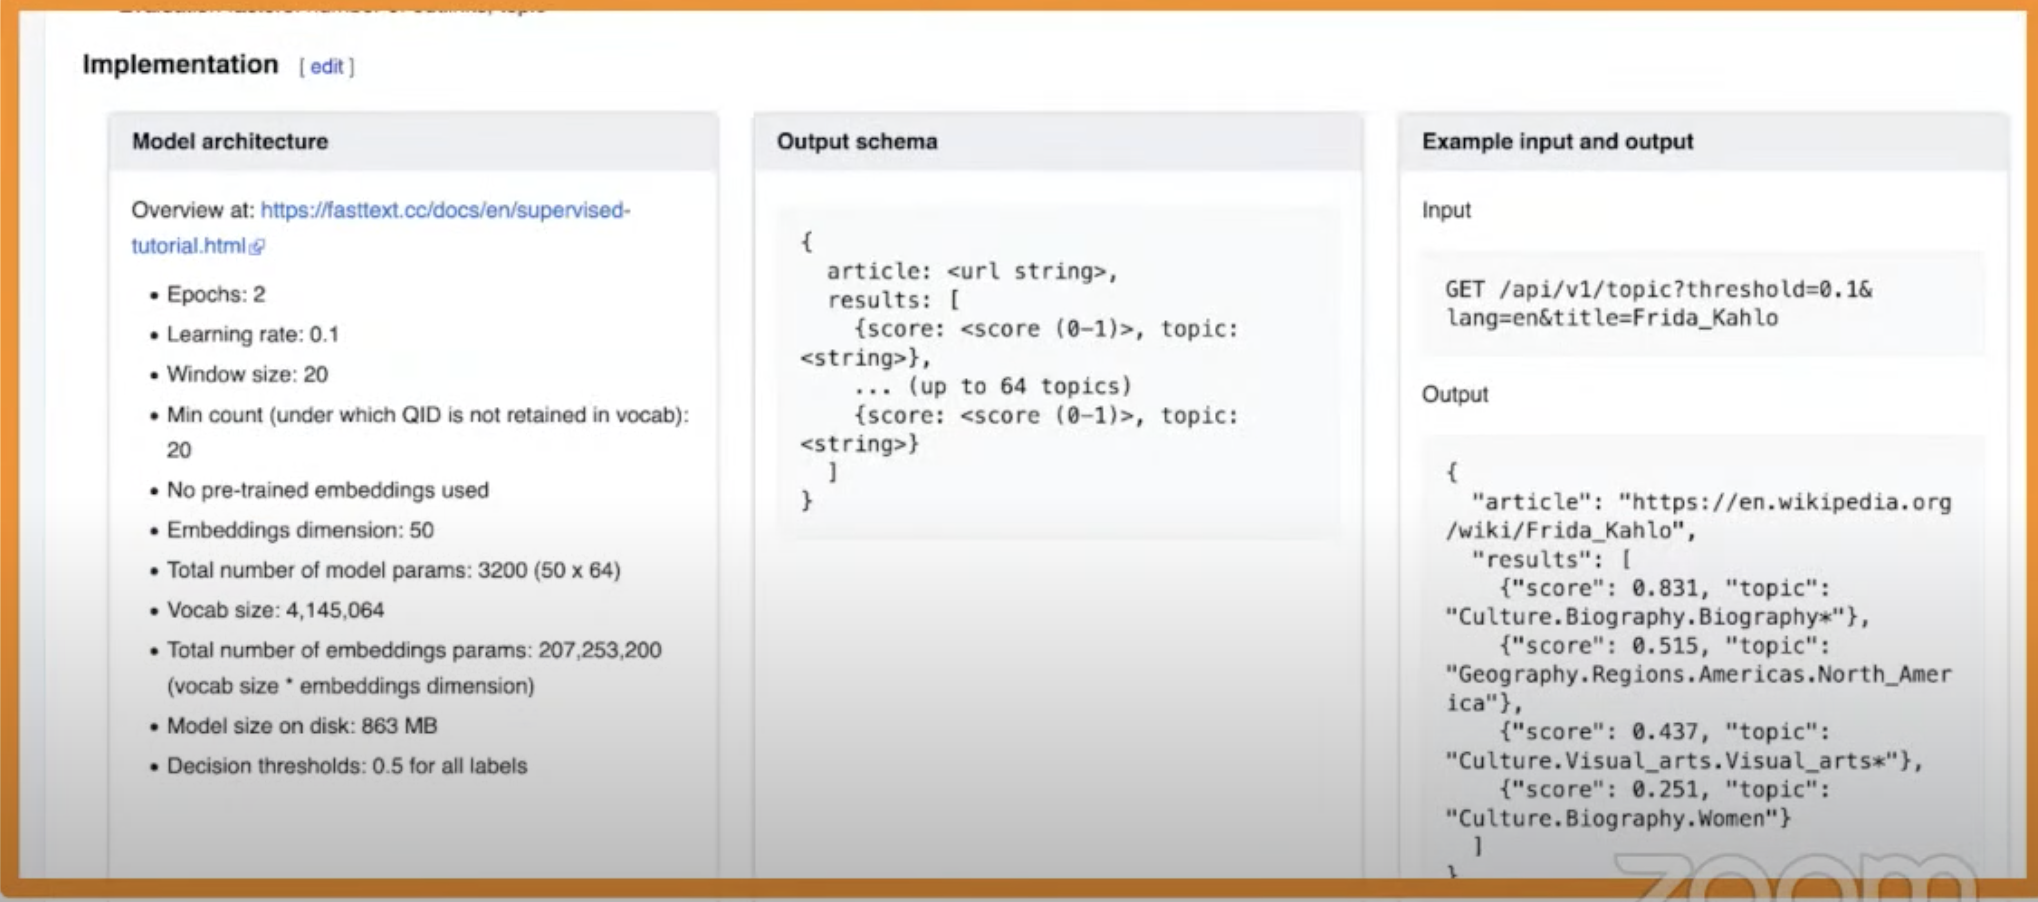 Implementation [ edit ]
Model architecture
Overview at: https://fasttext.cc/docs/en/supervised-
tutorial.html
• Epochs: 2
• Learning rate: 0.1
• Window size: 20
• Min count (under which QID is not retained in vocab):
20
• No pre-trained embeddings used
• Embeddings dimension: 50
• Total number of model params: 3200 (50 x 64)
• Vocab size: 4,145,064
• Total number of embeddings params: 207,253,200
(vocab size * embeddings dimension)
• Model size on disk: 863 MB
• Decision thresholds: 0.5 for all labels
Output schema
{
article: <url string>,
results: [
{score: <score (0-1)>, topic:
<string>},
... (up to 64 topics)
{score: <score (0-1)>, topic:
<string>}
]
}
Example input and output
Input
GET /api/v1/topic?threshold=0.1&
lang=en&title=Frida_Kahlo
Output
{
"article": "https://en.wikipedia.org
/wiki/Frida_Kahlo",
"results": [
{"score": 0.831, "topic":
"Culture.Biography.Biography*"},
{"score": 0.515, "topic":
"Geography.Regions.Americas.North_Amer
ica"},
{"score": 0.437, "topic":
"Culture.Visual_arts.Visual_arts*"},
{"score": 0.251, "topic":
"Culture.Biography.Women"}
]
}
zoom